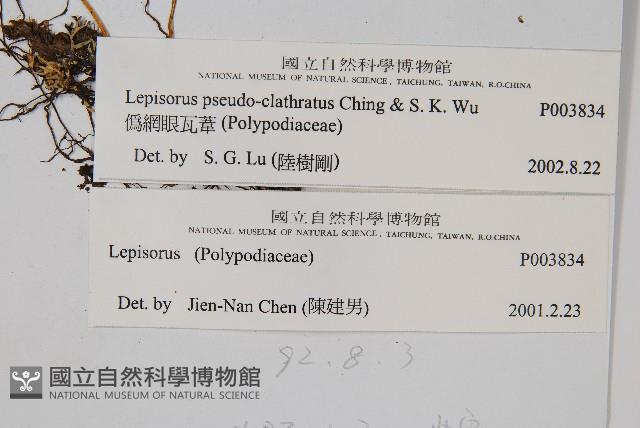 國立自然科學博物館
NATIONAL MUSEUM OF NATURAL SCIENCE, TAICHUNG, TAIWAN, R.O.CHINA
Lepisorus pseudo-clathratus Ching & S. K. Wu P003834
僞網眼瓦葦 (Polypodiaceae)
Det. by S. G. Lu (陸樹剛) 2002.8.22
國立自然科學博物館
NATIONAL MUSEUM OF NATURAL SCIENCE, TAICHUNG, TAIWAN, R.O.CHINA
Lepisorus (Polypodiaceae) P003834
Det. by Jien-Nan Chen (陳建男) 2001.2.23
92.8.3
國立自然科學博物館
NATIONAL MUSEUM OF NATURAL SCIENCE